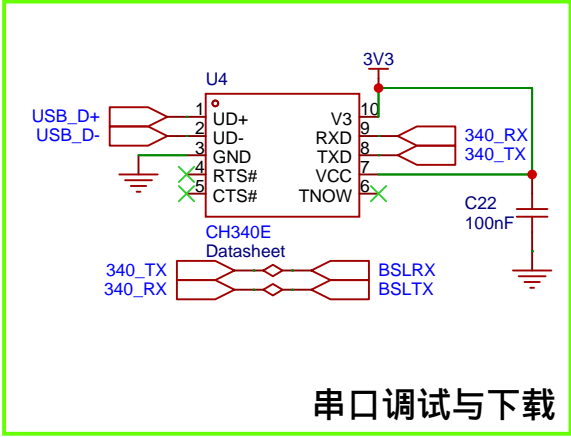 3V3
U4
USB_D+
USB_D-
1
2
3
4
5
UD+
UD-
GND
RTS#
CTS#
V3
RXD
TXD
VCC
TNOW
10
9
8
7
6
340_RX
340_TX
C22
100nF
CH340E
Datasheet
340_TX
BSLRX
340_RX
BSLTX
串口调试与下载